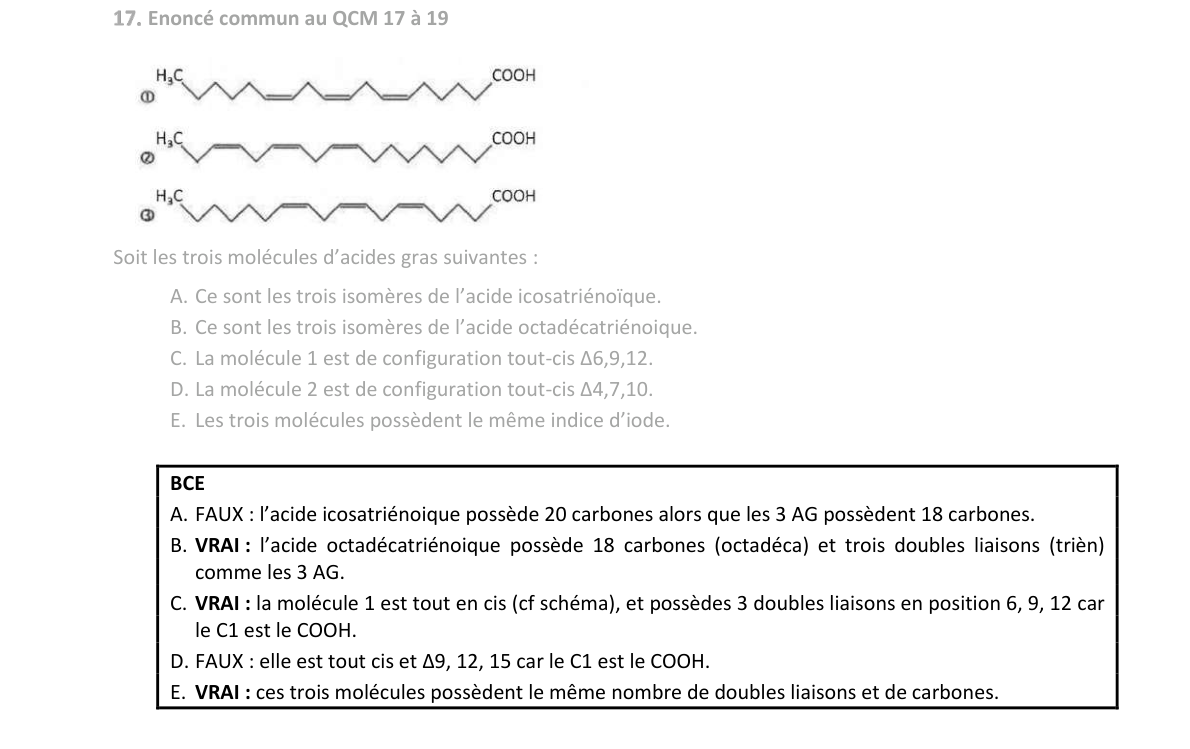 17. Enoncé commun au QCM 17 à 19
H₃C COOH
①
H₃C COOH
②
H₃C COOH
③
Soit les trois molécules d’acides gras suivantes :
A. Ce sont les trois isomères de l’acide icosatriénoïque.
B. Ce sont les trois isomères de l’acide octadécatriénoique.
C. La molécule 1 est de configuration tout-cis Δ6,9,12.
D. La molécule 2 est de configuration tout-cis Δ4,7,10.
E. Les trois molécules possèdent le même indice d’iode.
BCE
A. FAUX : l’acide icosatriénoique possède 20 carbones alors que les 3 AG possèdent 18 carbones.
B. VRAI : l’acide octadécatriénoique possède 18 carbones (octadéca) et trois doubles liaisons (trièn)
comme les 3 AG.
C. VRAI : la molécule 1 est tout en cis (cf schéma), et possèdes 3 doubles liaisons en position 6, 9, 12 car
le C1 est le COOH.
D. FAUX : elle est tout cis et Δ9, 12, 15 car le C1 est le COOH.
E. VRAI : ces trois molécules possèdent le même nombre de doubles liaisons et de carbones.